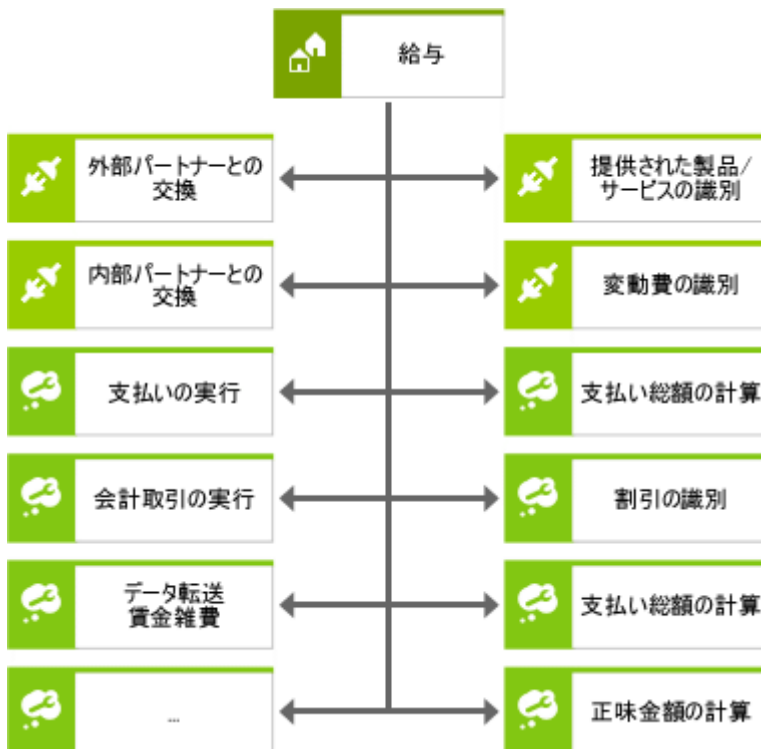 給与
外部パートナーとの
交換
提供された製品/
サービスの識別
内部パートナーとの
交換
変動費の識別
支払いの実行
支払い総額の計算
会計取引の実行
割引の識別
データ転送
賃金雑費
支払い総額の計算
...
正味金額の計算